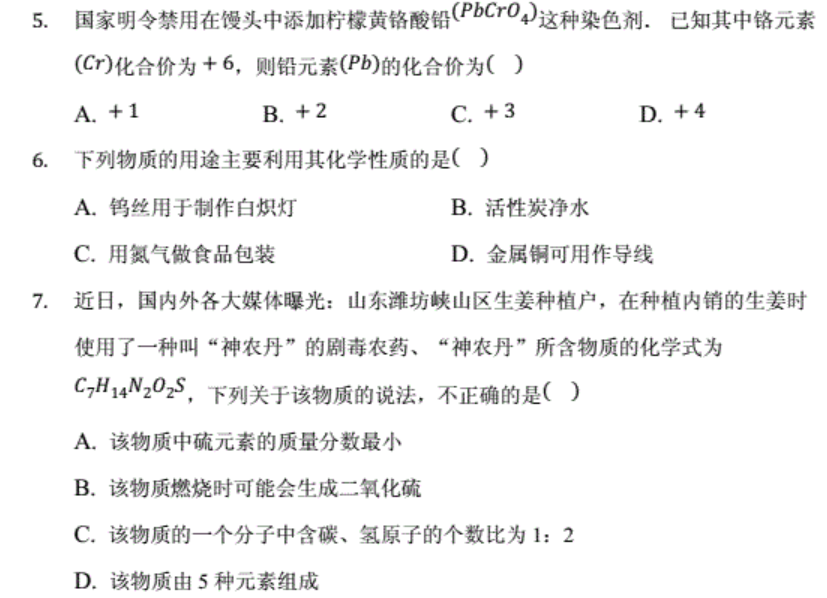 5. 国家明令禁用在馒头中添加柠檬黄铬酸铅(PbCrO₄)这种染色剂. 已知其中铬元素
(Cr)化合价为+6，则铅元素(Pb)的化合价为( )
A. +1 B. +2 C. +3 D. +4
6. 下列物质的用途主要利用其化学性质的是( )
A. 钨丝用于制作白炽灯 B. 活性炭净水
C. 用氮气做食品包装 D. 金属铜可用作导线
7. 近日，国内外各大媒体曝光：山东潍坊峡山区生姜种植户，在种植内销的生姜时
使用了一种叫“神农丹”的剧毒农药、“神农丹”所含物质的化学式为
C₇H₁₄N₂O₂S，下列关于该物质的说法，不正确的是( )
A. 该物质中硫元素的质量分数最小
B. 该物质燃烧时可能会生成二氧化硫
C. 该物质的一个分子中含碳、氢原子的个数比为 1：2
D. 该物质由 5 种元素组成